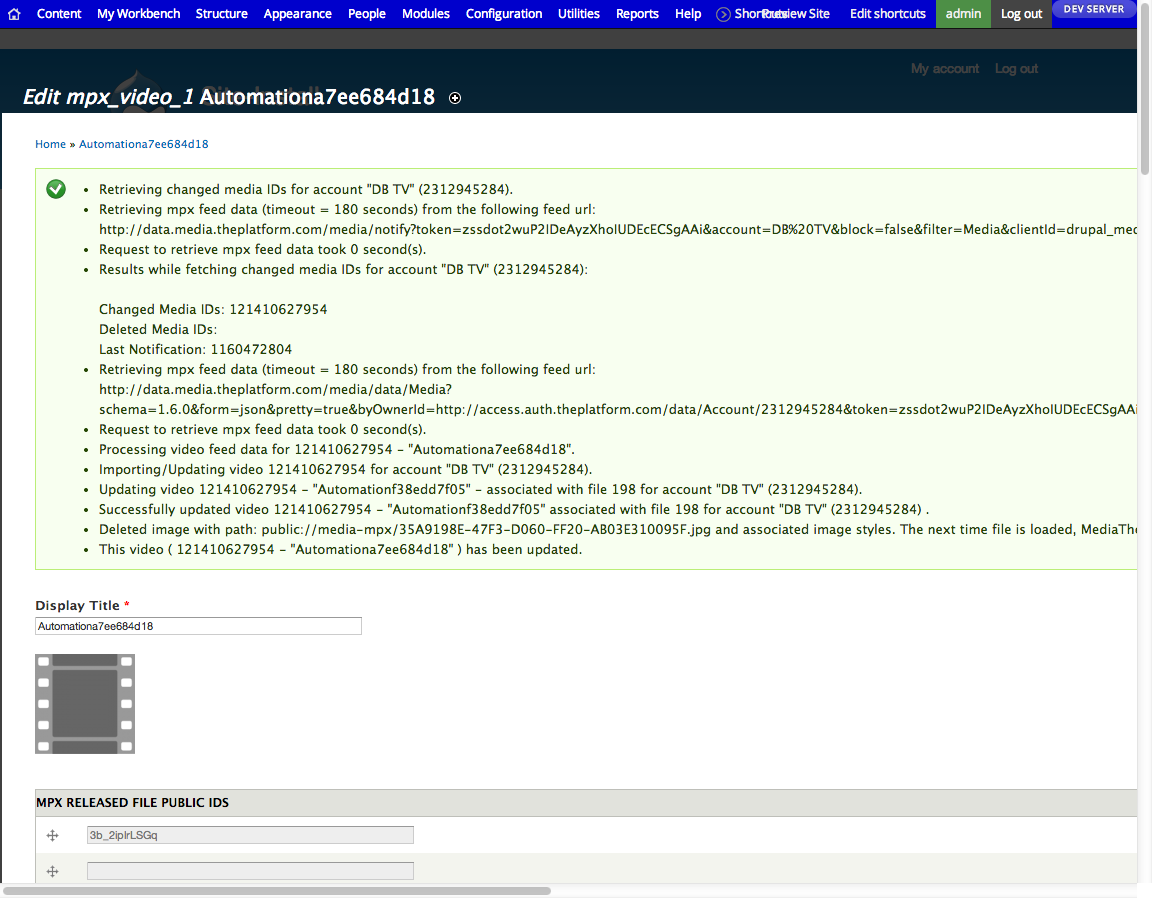 Content My Workbench Structure Appearance People Modules Configuration Utilities Reports Help Shortcuts Preview Site Edit shortcuts admin Log out DEV SERVER
My account Log out
Edit mpx_video_1 Automationa7ee684d18
Home » Automationa7ee684d18
Retrieving changed media IDs for account "DB TV" (2312945284).
Retrieving mpx feed data (timeout = 180 seconds) from the following feed url:
http://data.media.theplatform.com/media/notify?token=zssdot2wuP2IDeAyzXhoIUDEcECSgAAi&account=DB%20TV&block=false&filter=Media&clientId=drupal_med
Request to retrieve mpx feed data took 0 second(s).
Results while fetching changed media IDs for account "DB TV" (2312945284):
Changed Media IDs: 121410627954
Deleted Media IDs:
Last Notification: 1160472804
Retrieving mpx feed data (timeout = 180 seconds) from the following feed url:
http://data.media.theplatform.com/media/data/Media?
schema=1.6.0&form=json&pretty=true&byOwnerId=http://access.auth.theplatform.com/data/Account/2312945284&token=zssdot2wuP2IDeAyzXhoIUDEcECSgAAi
Request to retrieve mpx feed data took 0 second(s).
Processing video feed data for 121410627954 - "Automationa7ee684d18".
Importing/Updating video 121410627954 for account "DB TV" (2312945284).
Updating video 121410627954 - "Automationf38edd7f05" - associated with file 198 for account "DB TV" (2312945284).
Successfully updated video 121410627954 - "Automationf38edd7f05" associated with file 198 for account "DB TV" (2312945284) .
Deleted image with path: public://media-mpx/35A9198E-47F3-D060-FF20-AB03E310095F.jpg and associated image styles. The next time file is loaded, MediaThe
This video ( 121410627954 - "Automationa7ee684d18" ) has been updated.
Display Title *
Automationa7ee684d18
MPX RELEASED FILE PUBLIC IDS
3b_2iplrLSGq